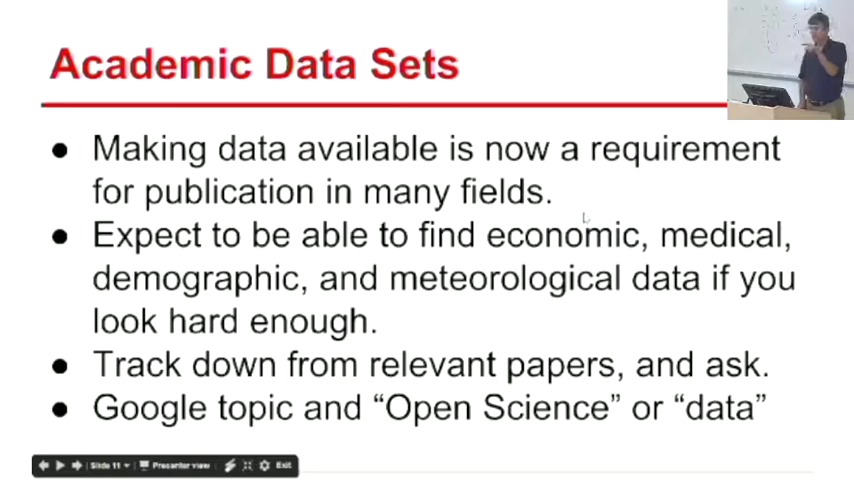 Academic Data Sets
● Making data available is now a requirement
for publication in many fields.
● Expect to be able to find economic, medical,
demographic, and meteorological data if you
look hard enough.
● Track down from relevant papers, and ask.
● Google topic and “Open Science” or “data”
Slide 11 Presenter view Exit